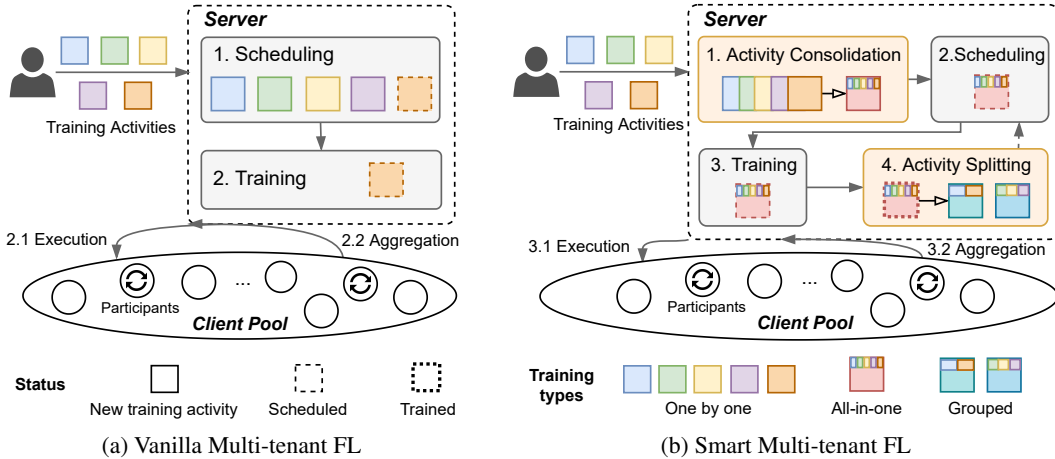 Server
1. Scheduling
Training Activities
2. Training
2.1 Execution
2.2 Aggregation
Participants
...
Client Pool
Status
New training activity
Scheduled
Trained
(a) Vanilla Multi-tenant FL
Server
1. Activity Consolidation
2.Scheduling
Training Activities
3. Training
4. Activity Splitting
3.1 Execution
3.2 Aggregation
Participants
...
Client Pool
Training
types
One by one
All-in-one
Grouped
(b) Smart Multi-tenant FL